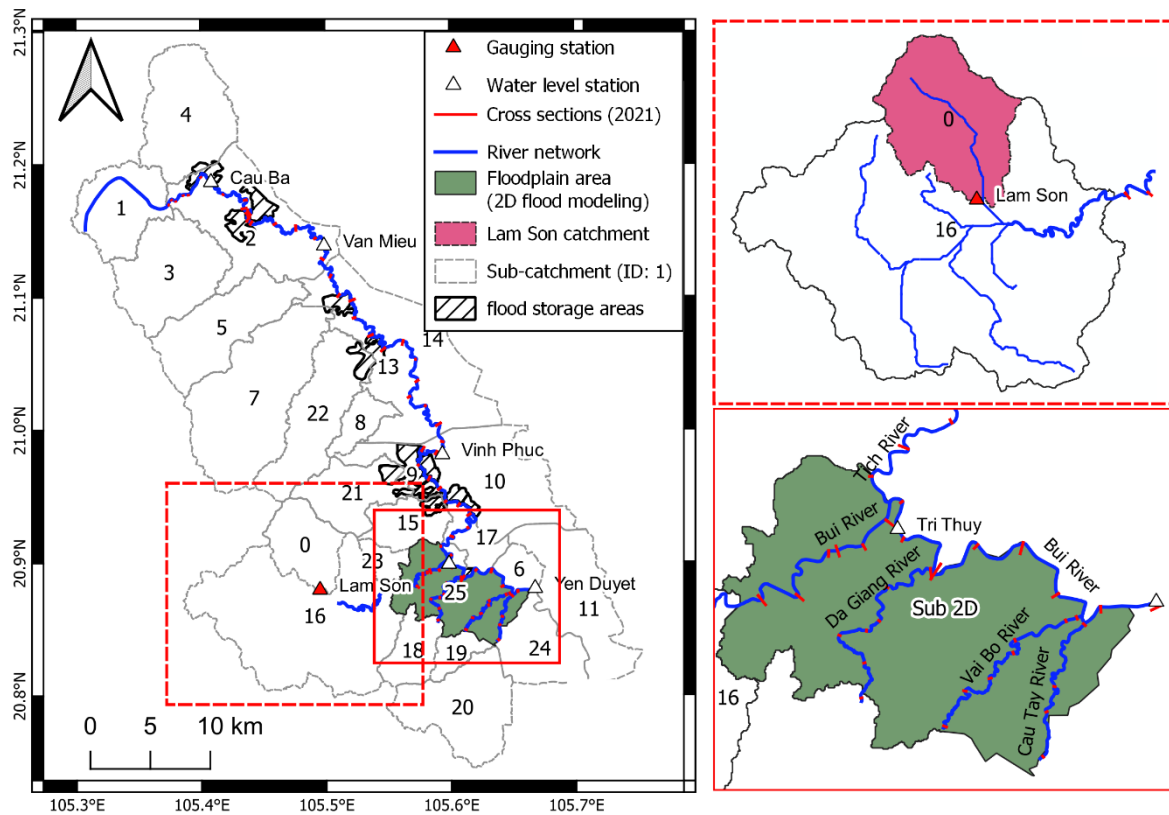 21.3°N
21.2°N
21.1°N
21.0°N
20.9°N
20.8°N
105.3°E
105.4°E
105.5°E
105.6°E
105.7°E
Gauging station
Water level station
Cross sections (2021)
River network
Floodplain area
(2D flood modeling)
Lam Son catchment
Sub-catchment (ID: 1)
flood storage areas
4
Cau Ba
1
2
Van Mieu
3
5
14
13
7
22
8
Vinh Phuc
9
10
21
15
17
0
23
6
Lam Son
25
Yen Duyet
16
11
18
19
24
20
0
5
10 km
0
Lam Son
16
Tich River
Bui River
Tri Thuy
Bui River
Da Giang River
Sub 2D
Vai Bo River
Cau Tay River
16